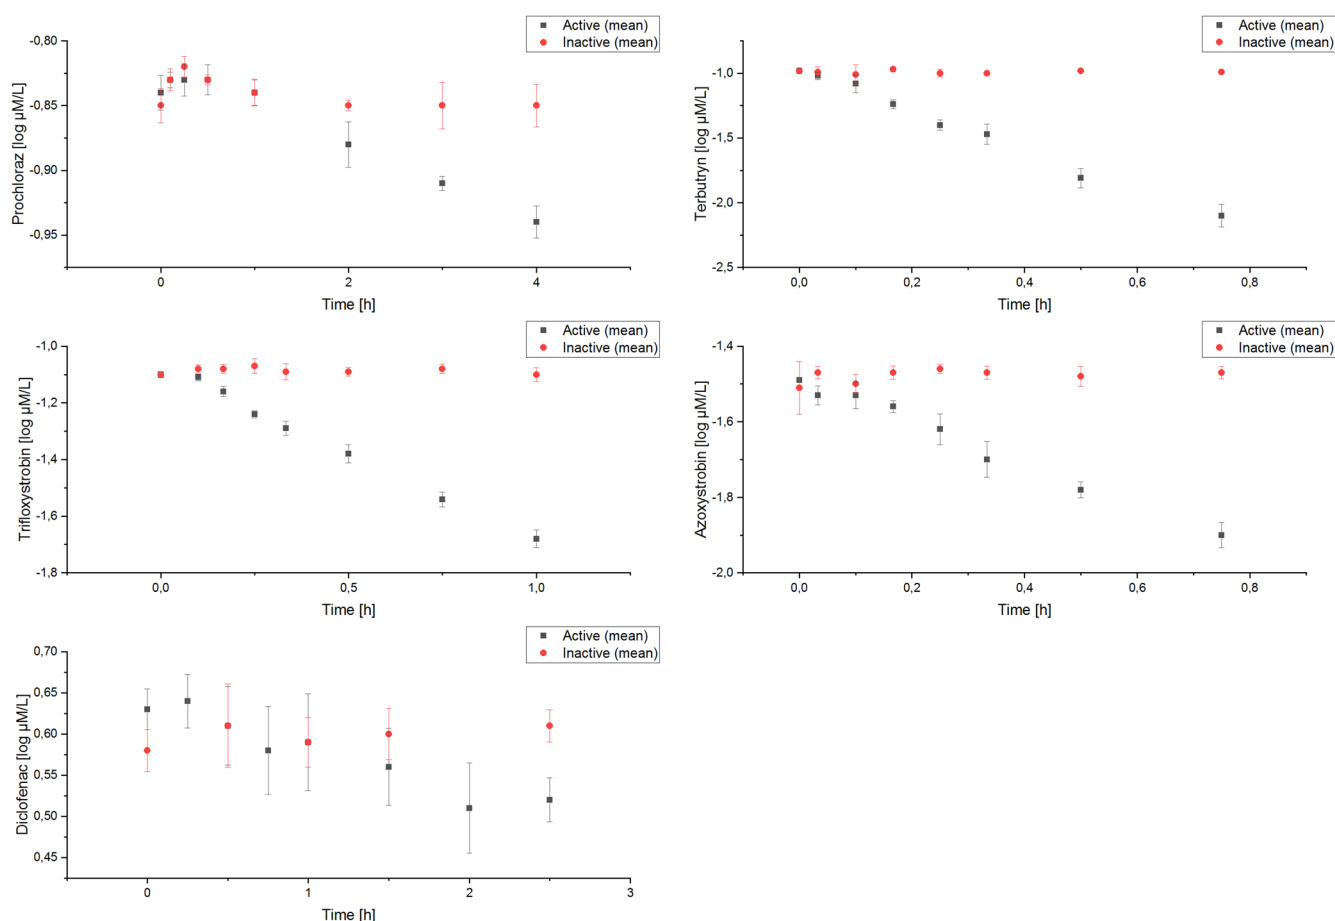 Active (mean)
Inactive (mean)
-0,80
-0,85
-0,90
-0,95
Prochloraz [log µM/L]
0
2
4
Time [h]
Active (mean)
Inactive (mean)
-1,0
-1,5
-2,0
-2,5
Terbutryn [log µM/L]
0,0
0,2
0,4
0,6
0,8
Time [h]
Active (mean)
Inactive (mean)
-1,0
-1,2
-1,4
-1,6
-1,8
Trifloxystrobin [log µM/L]
0,0
0,5
1,0
Time [h]
Active (mean)
Inactive (mean)
-1,4
-1,6
-1,8
-2,0
Azoxystrobin [log µM/L]
0,0
0,2
0,4
0,6
0,8
Time [h]
Active (mean)
Inactive (mean)
0,70
0,65
0,60
0,55
0,50
0,45
Diclofenac [log µM/L]
0
1
2
3
Time [h]